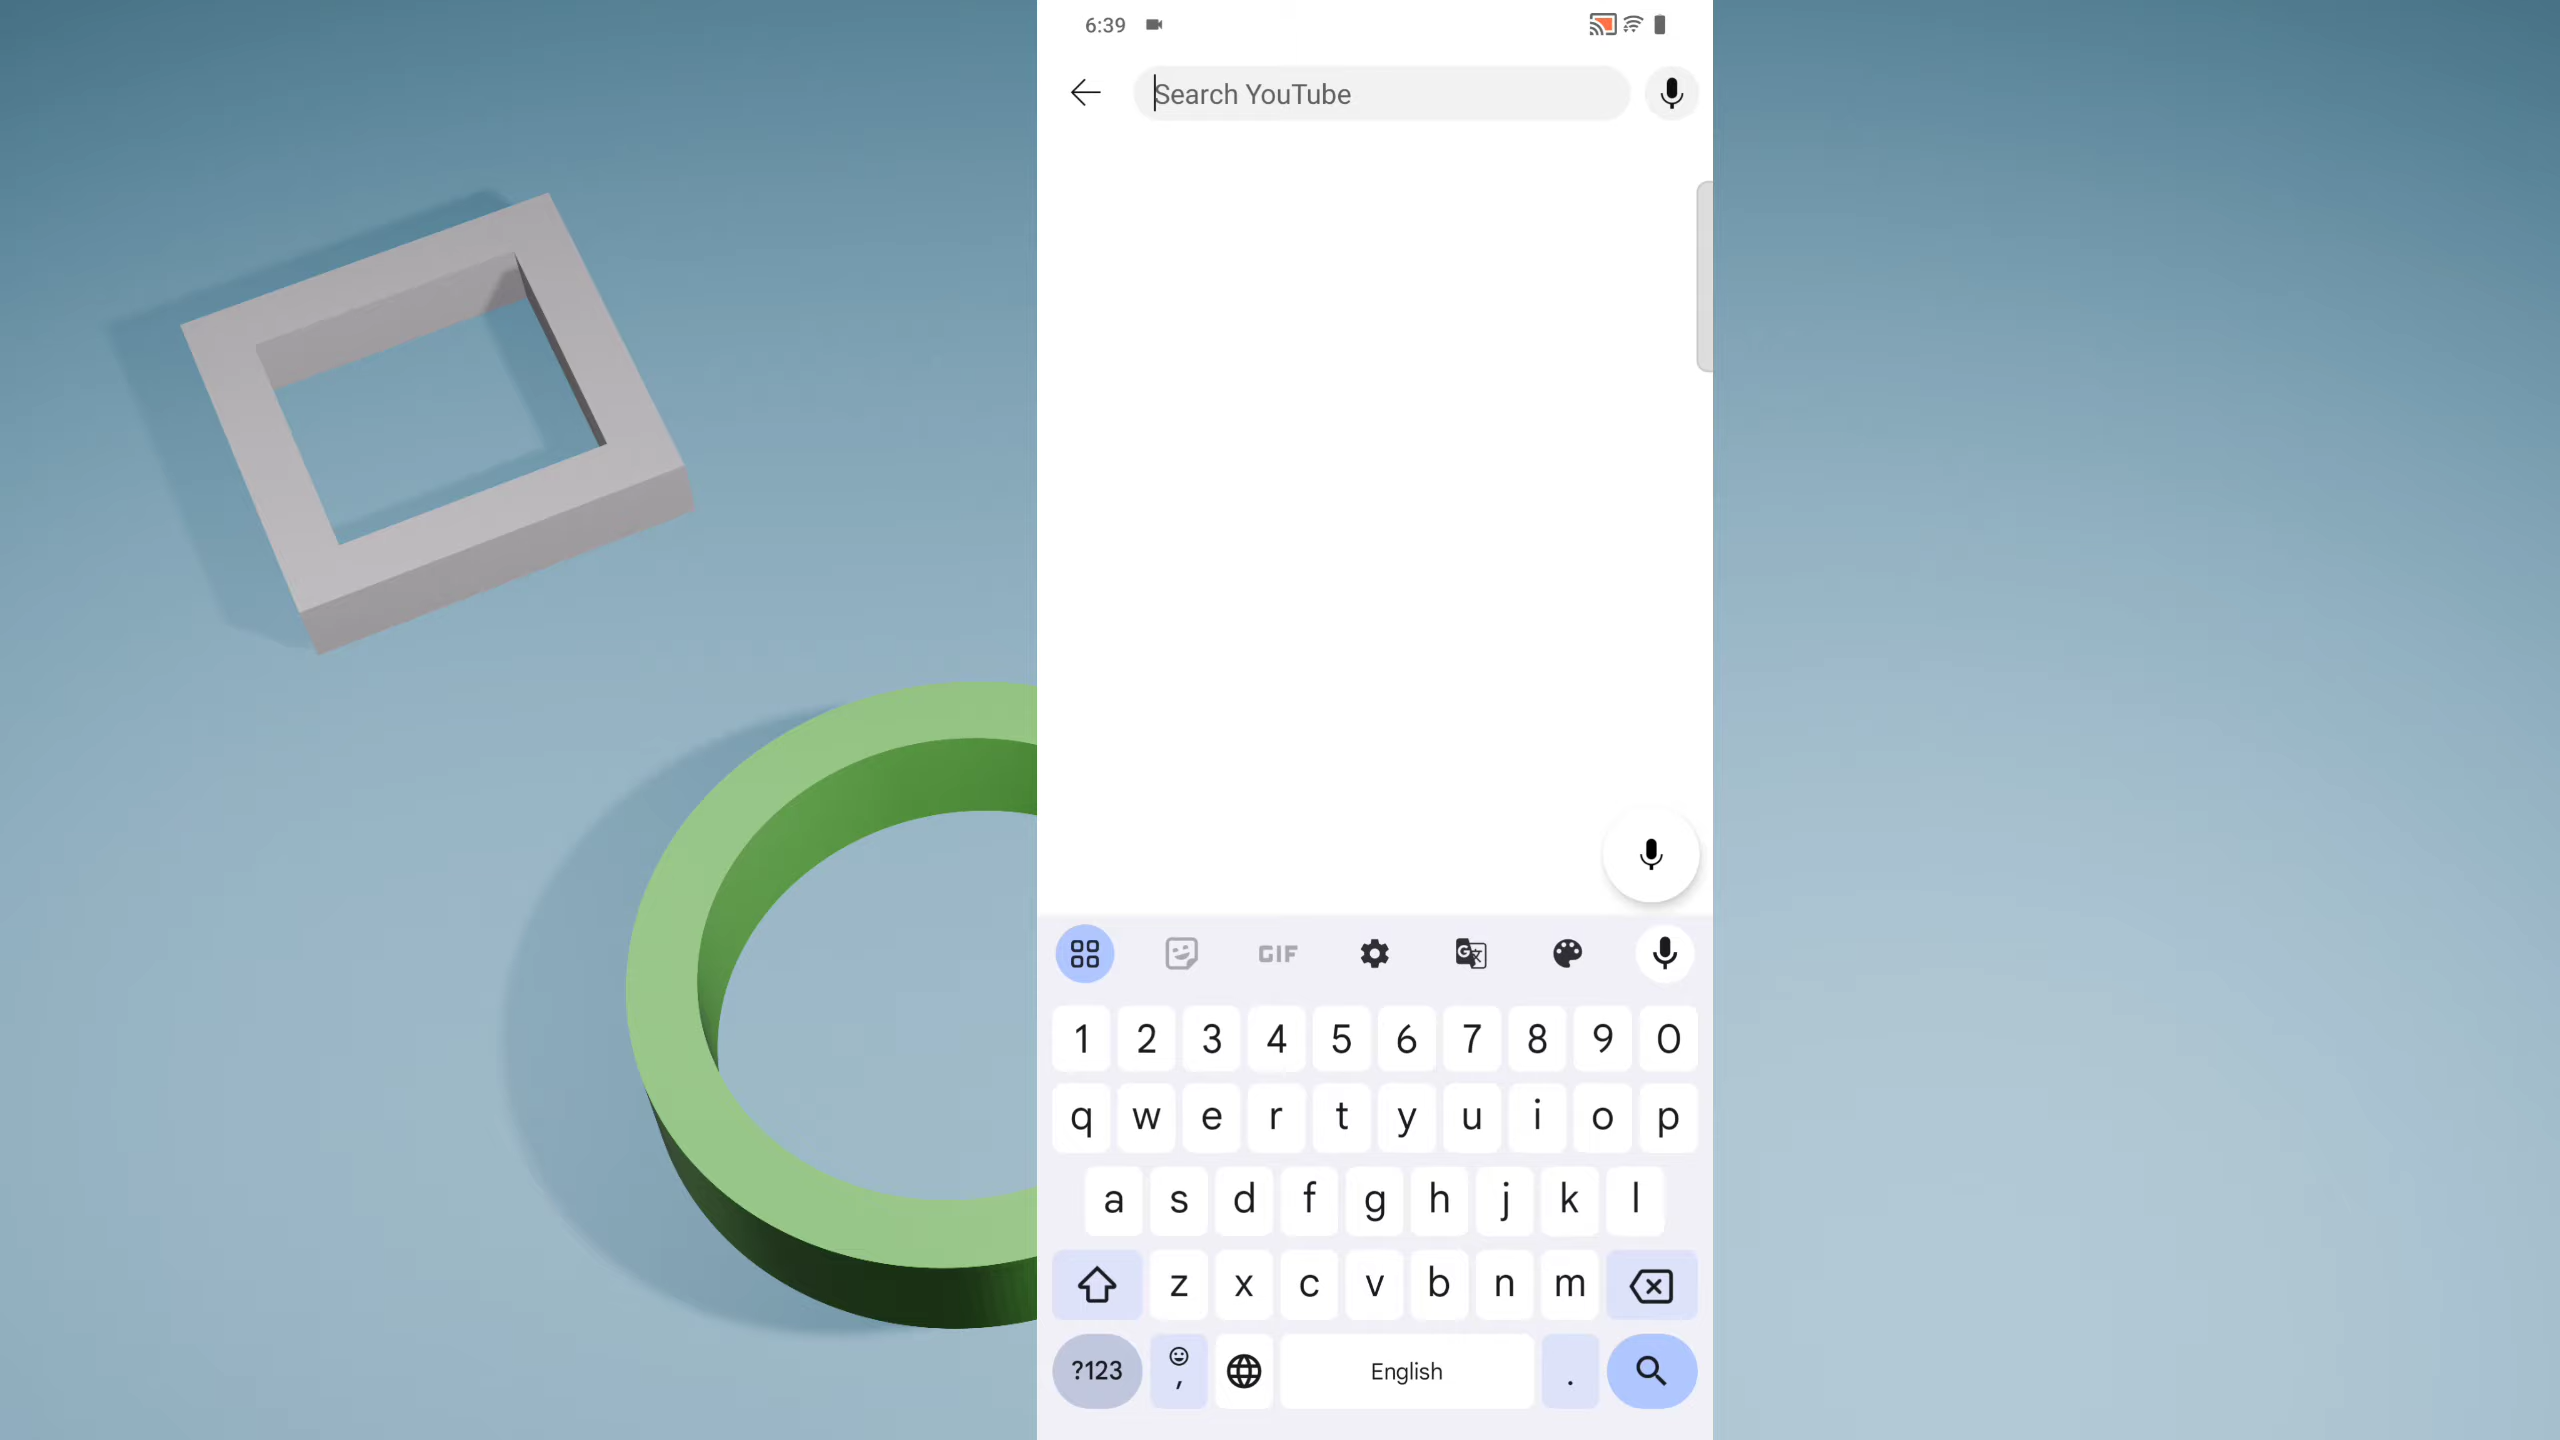 6:39
Search YouTube
GIF
1 2 3 4 5 6 7 8 9 0
q w e r t y u i o p
a s d f g h j k l
z x c v b n m
?123 , English .